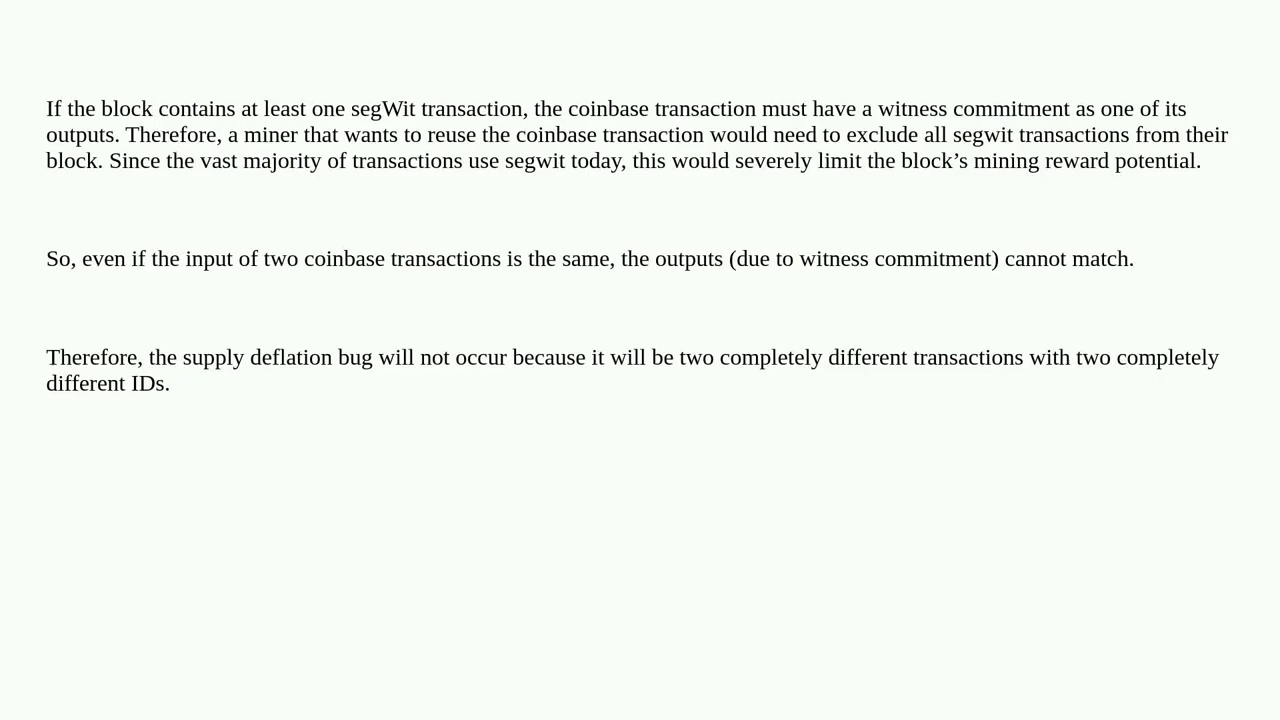 If the block contains at least one segWit transaction, the coinbase transaction must have a witness commitment as one of its
outputs. Therefore, a miner that wants to reuse the coinbase transaction would need to exclude all segwit transactions from their
block. Since the vast majority of transactions use segwit today, this would severely limit the block’s mining reward potential.
So, even if the input of two coinbase transactions is the same, the outputs (due to witness commitment) cannot match.
Therefore, the supply deflation bug will not occur because it will be two completely different transactions with two completely
different IDs.